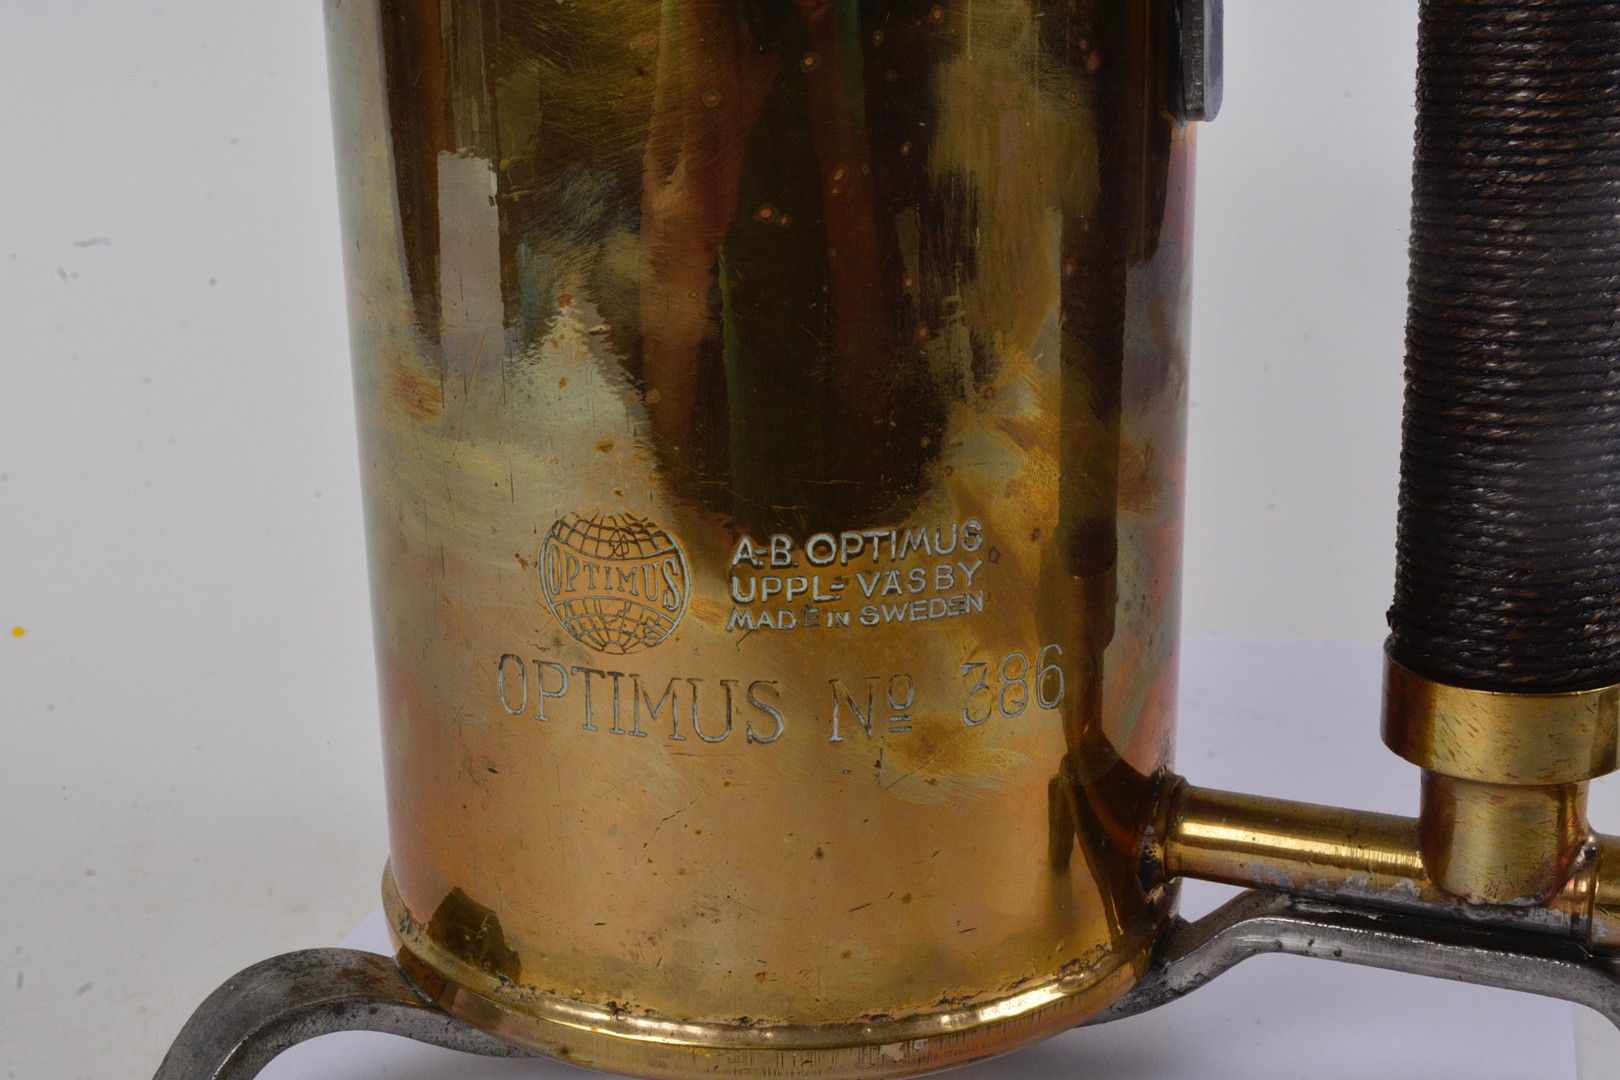 OPTIMUS
A.-B. OPTIMUS
UPPL- VÄSBY
MADE IN SWEDEN
OPTIMUS Nº 386